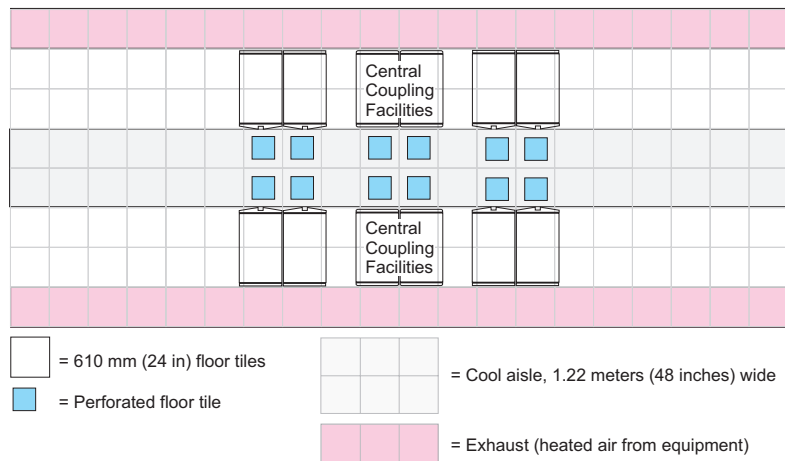 Central
Coupling
Facilities
Central
Coupling
Facilities
= 610 mm (24 in) floor tiles
= Perforated floor tile
= Cool aisle, 1.22 meters (48 inches) wide
= Exhaust (heated air from equipment)